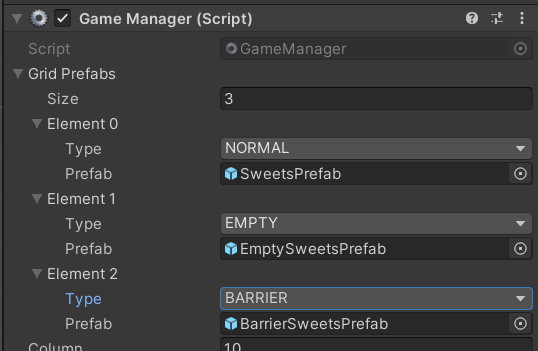 Game Manager (Script)
Script GameManager
Grid Prefabs
Size 3
Element 0
Type NORMAL
Prefab SweetsPrefab
Element 1
Type EMPTY
Prefab EmptySweetsPrefab
Element 2
Type BARRIER
Prefab BarrierSweetsPrefab
Column 10